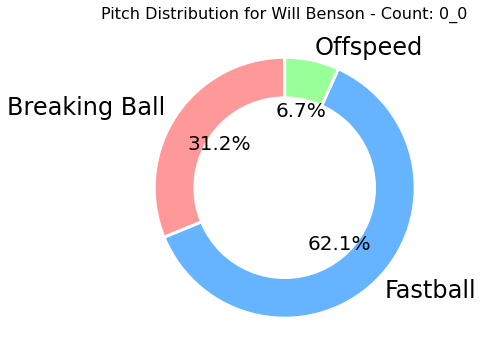 Pitch Distribution for Will Benson - Count: 0_0
Offspeed
6.7%
Breaking Ball
31.2%
62.1%
Fastball